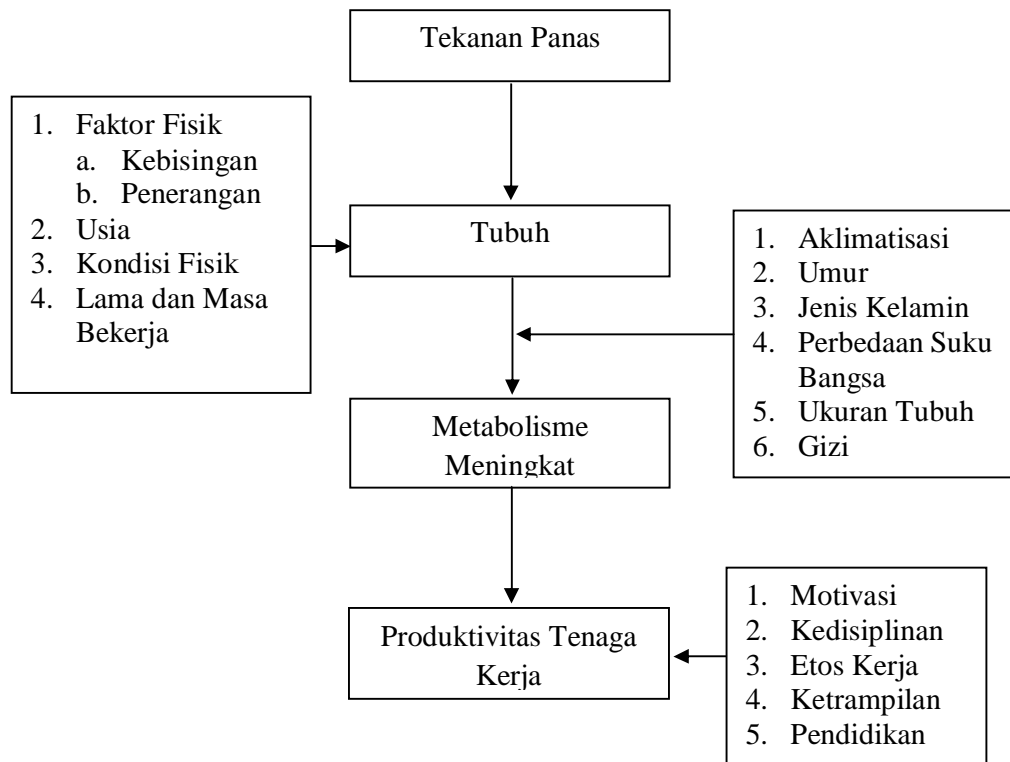 Tekanan Panas
1. Faktor Fisik
a. Kebisingan
b. Penerangan
2. Usia
3. Kondisi Fisik
4. Lama dan Masa
Bekerja
Tubuh
1. Aklimatisasi
2. Umur
3. Jenis Kelamin
4. Perbedaan Suku
Bangsa
5. Ukuran Tubuh
6. Gizi
Metabolisme
Meningkat
Produktivitas Tenaga
Kerja
1. Motivasi
2. Kedisiplinan
3. Etos Kerja
4. Ketrampilan
5. Pendidikan